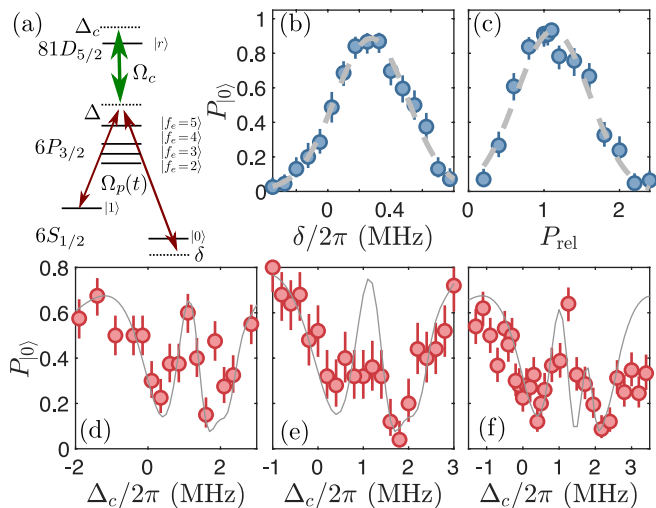 (a)
Δc
81D5/2
|r⟩
Ωc
Δ
|fe=5⟩
|fe=4⟩
6P3/2
|fe=3⟩
|fe=2⟩
Ωp(t)
|1⟩
6S1/2
|0⟩
δ
(b)
P|0⟩
1
0.8
0.6
0.4
0.2
0
0 0.4 0.8
δ/2π (MHz)
(c)
0 1 2
Prel
(d)
P|0⟩
0.8
0.6
0.4
0.2
0
-2 0 2
Δc/2π (MHz)
(e)
-1 0 1 2 3
Δc/2π (MHz)
(f)
0 2
Δc/2π (MHz)